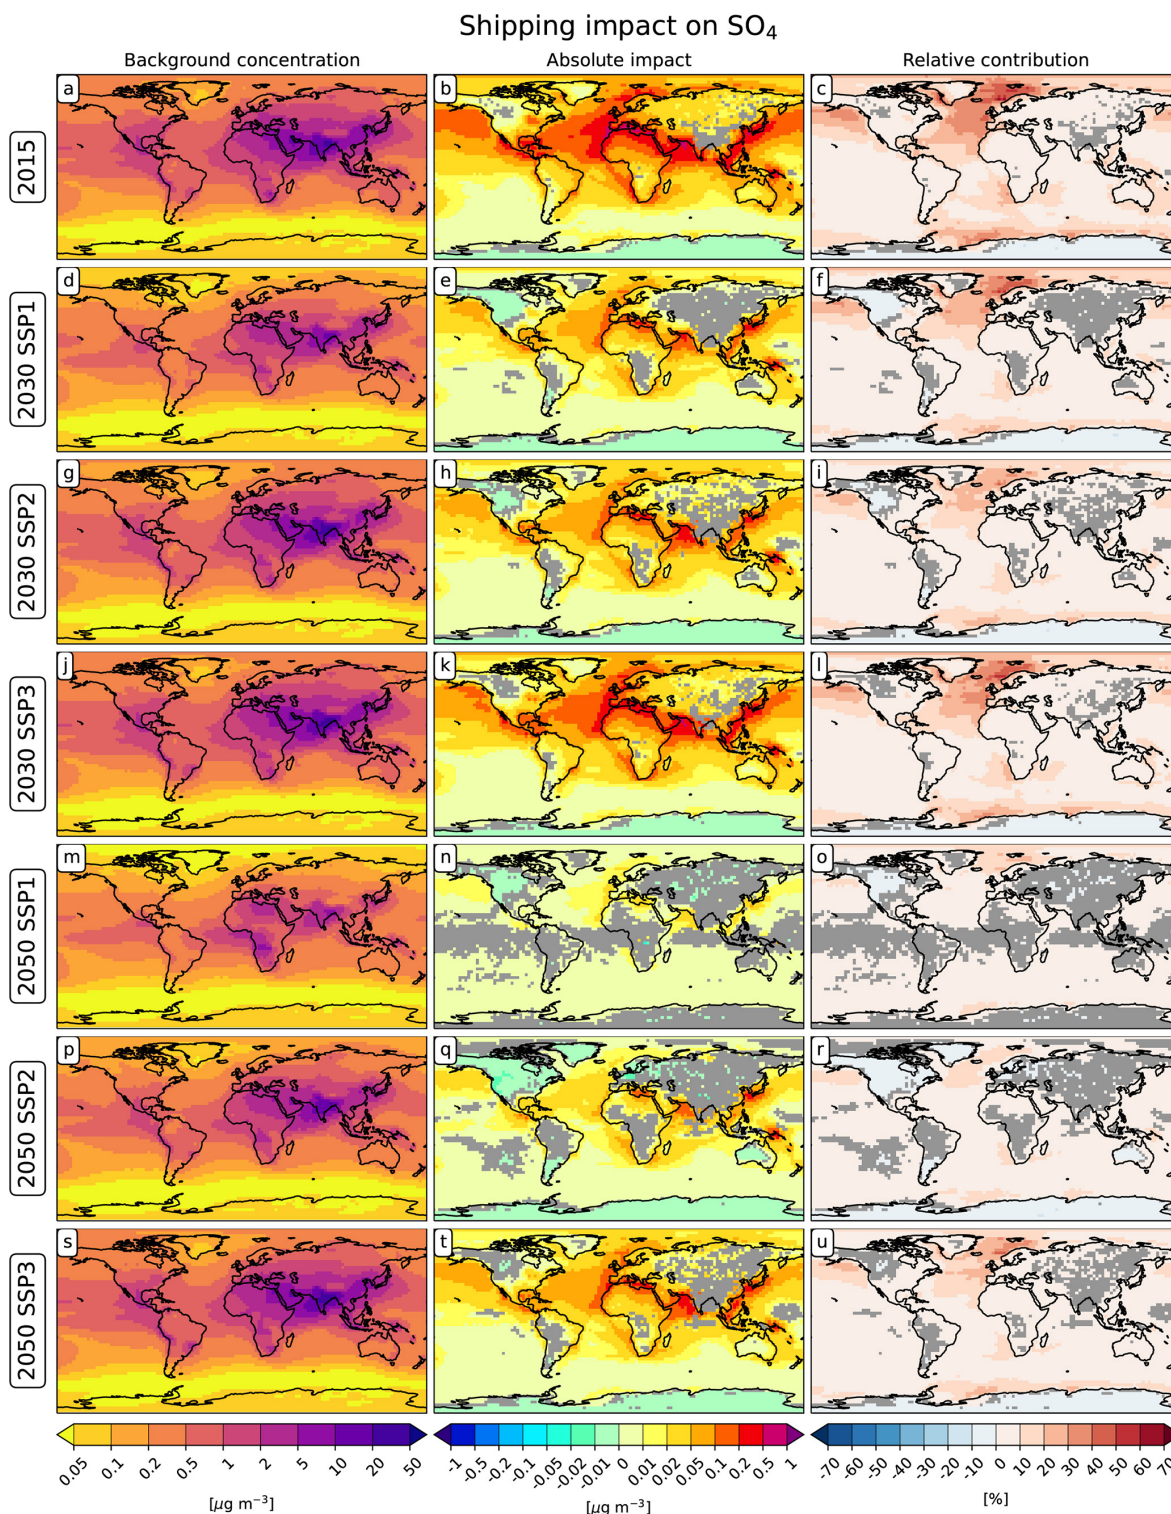 Shipping impact on SO4
Background concentration Absolute impact Relative contribution
2015 a b c
2030 SSP1 d e f
2030 SSP2 g h i
2030 SSP3 j k l
2050 SSP1 m n o
2050 SSP2 p q r
2050 SSP3 s t u
0.05 0.1 0.2 0.5 1 2 5 10 20 50
-1 -0.5 -0.2 -0.1 -0.05 -0.02 -0.01 0 0.01 0.02 0.05 0.1 0.2 0.5 1
-70 -60 -50 -40 -30 -20 -10 0 10 20 30 40 50 60 70
[μg m−3] [μg m−3] [%]